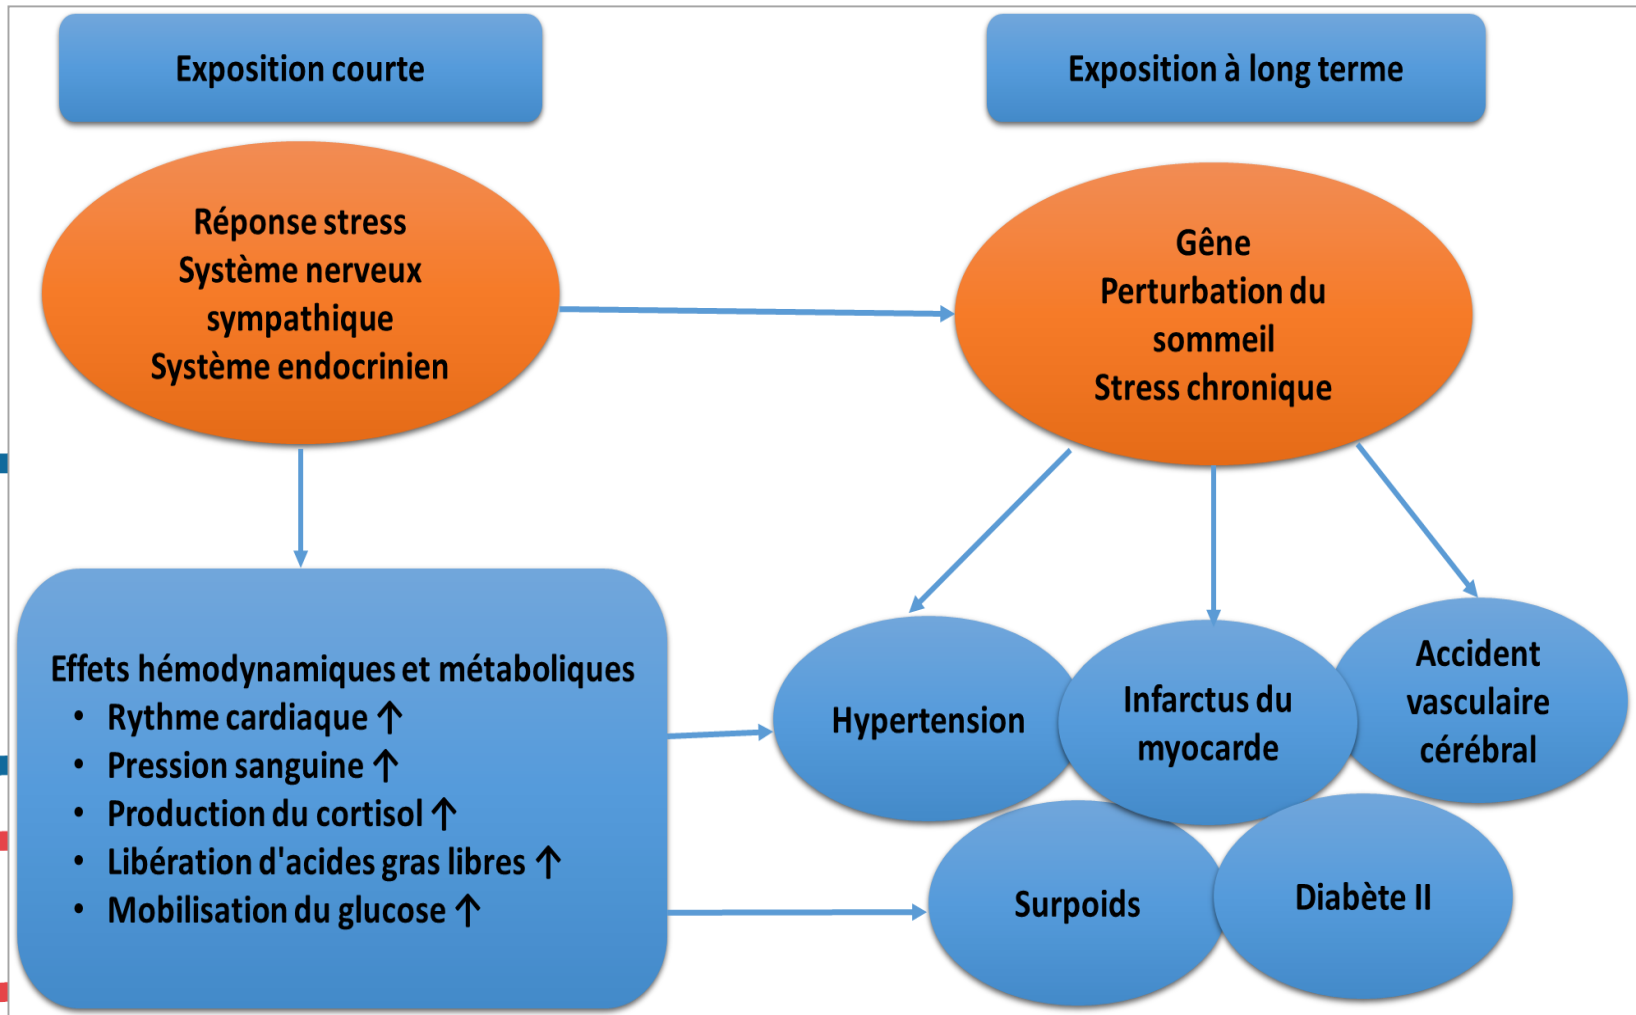 Exposition courte
Exposition à long terme
Réponse stress
Système nerveux
sympathique
Système endocrinien
Gêne
Perturbation du
sommeil
Stress chronique
Effets hémodynamiques et métaboliques
• Rythme cardiaque ↑
• Pression sanguine ↑
• Production du cortisol ↑
• Libération d'acides gras libres ↑
• Mobilisation du glucose ↑
Hypertension
Infarctus du
myocarde
Accident
vasculaire
cérébral
Surpoids
Diabète II